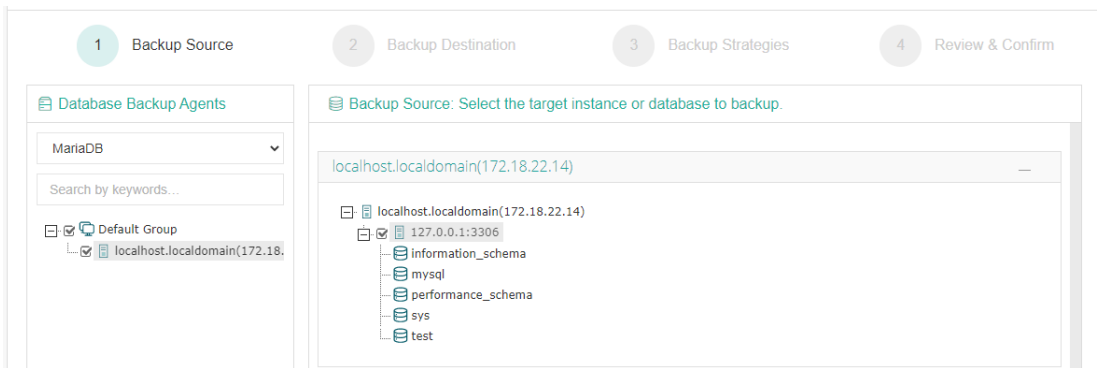 1 Backup Source 2 Backup Destination 3 Backup Strategies 4 Review & Confirm
Database Backup Agents
MariaDB
Search by keywords...
Default Group
localhost.localdomain(172.18.
Backup Source: Select the target instance or database to backup.
localhost.localdomain(172.18.22.14)
localhost.localdomain(172.18.22.14)
127.0.0.1:3306
information_schema
mysql
performance_schema
sys
test